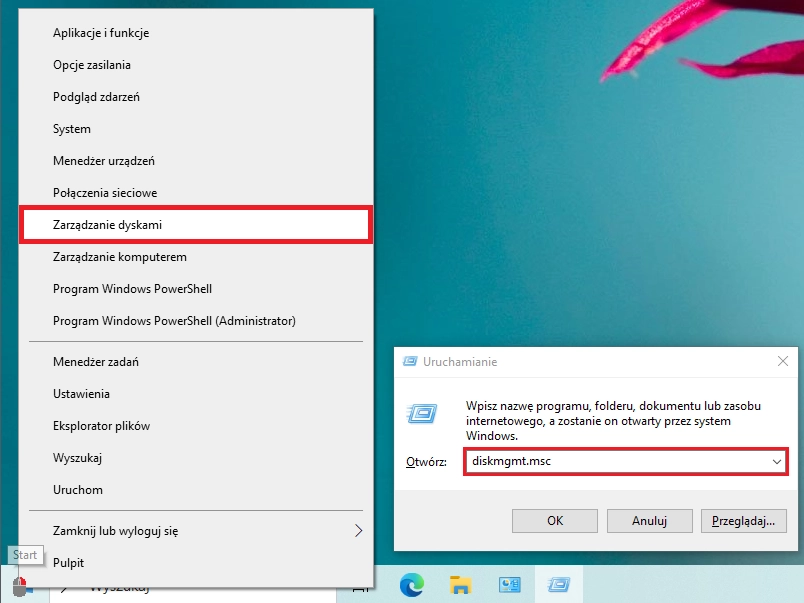 Aplikacje i funkcje
Opcje zasilania
Podgląd zdarzeń
System
Menedżer urządzeń
Połączenia sieciowe
Zarządzanie dyskami
Zarządzanie komputerem
Program Windows PowerShell
Program Windows PowerShell (Administrator)
Menedżer zadań
Ustawienia
Eksplorator plików
Wyszukaj
Uruchom
Zamknij lub wyloguj się
Pulpit
Start
Wyszukaj
Uruchamianie
Wpisz nazwę programu, folderu, dokumentu lub zasobu
internetowego, a zostanie on otwarty przez system
Windows.
Otwórz:
diskmgmt.msc
OK
Anuluj
Przeglądaj...